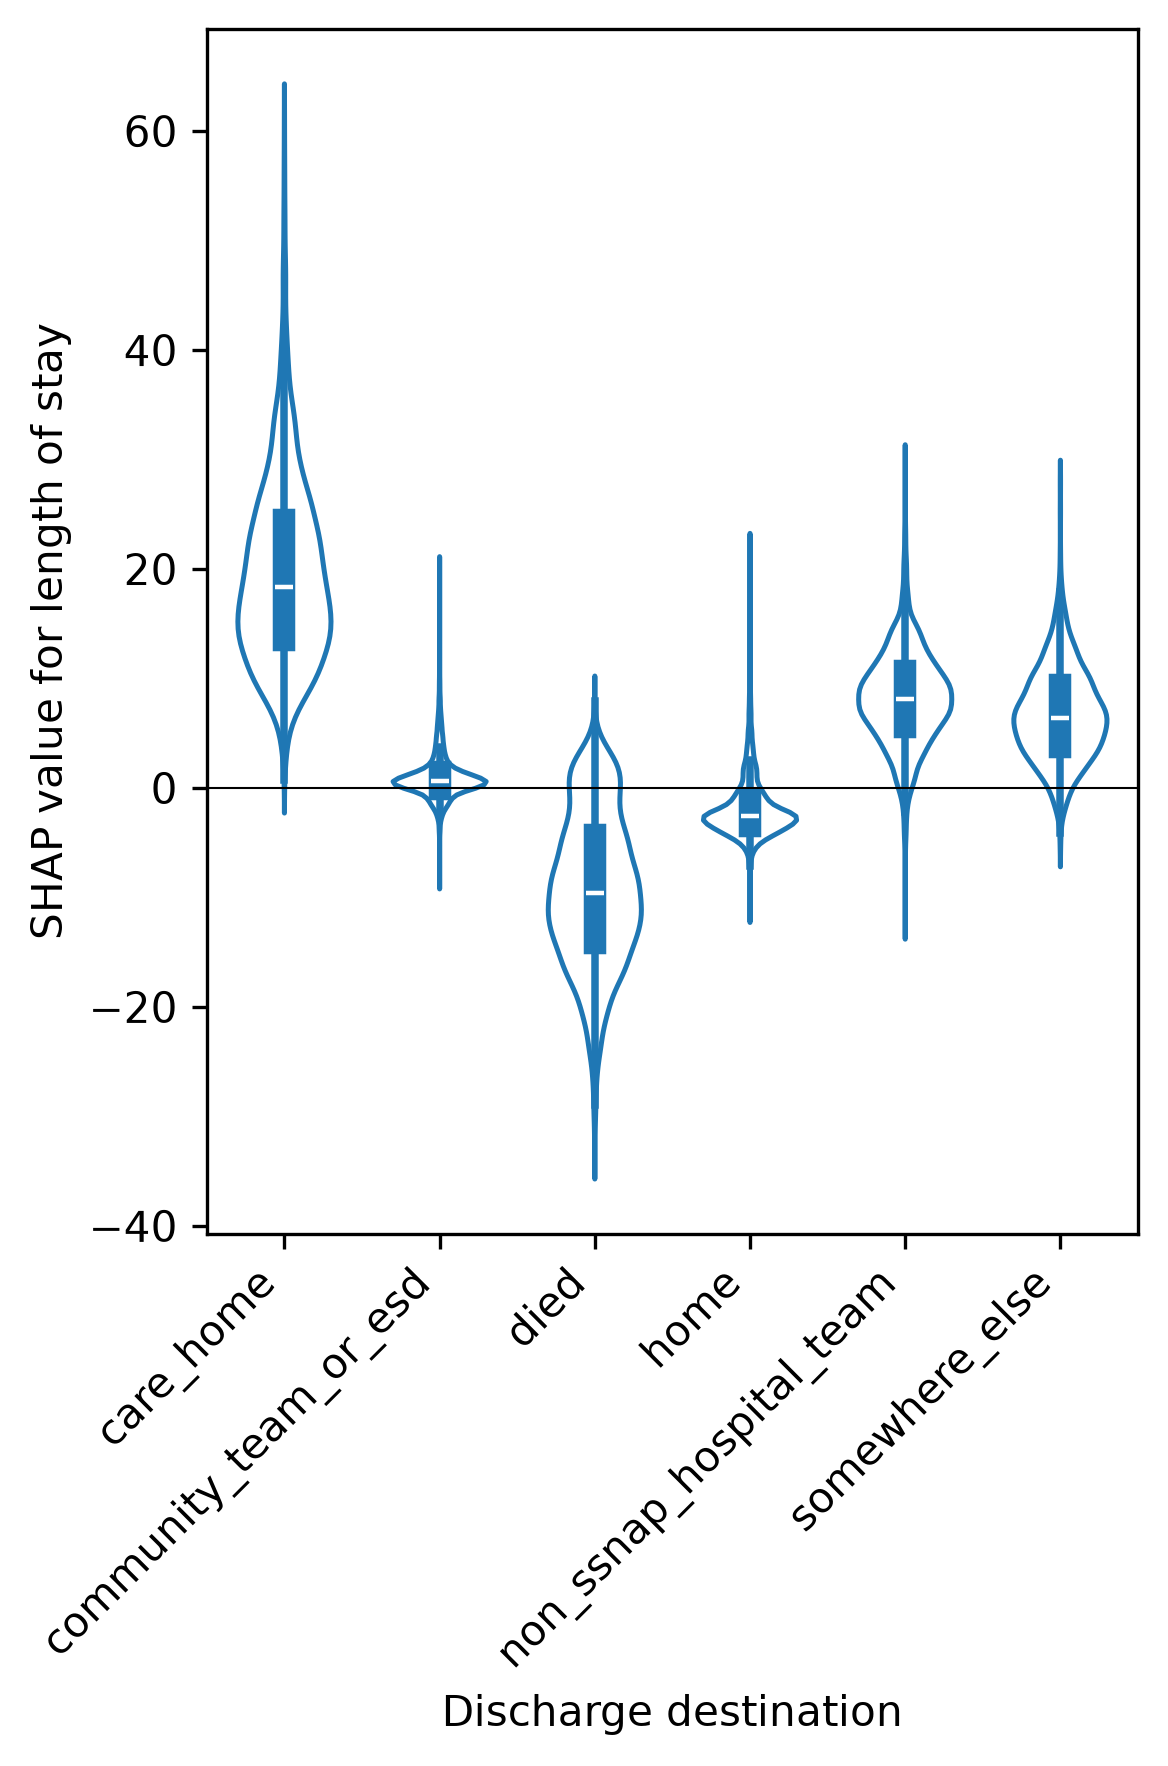 SHAP value for length of stay
60
40
20
0
−20
−40
care_home
community_team_or_esd
died
home
non_ssnap_hospital_team
somewhere_else
Discharge destination